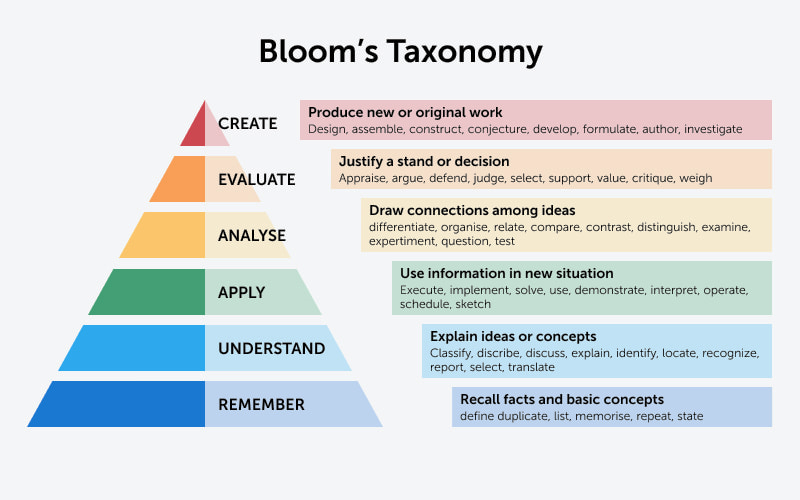 Bloom's Taxonomy
CREATE
Produce new or original work
Design, assemble, construct, conjecture, develop, formulate, author, investigate
EVALUATE
Justify a stand or decision
Appraise, argue, defend, judge, select, support, value, critique, weigh
ANALYSE
Draw connections among ideas
differentiate, organise, relate, compare, contrast, distinguish, examine,
expertiment, question, test
APPLY
Use information in new situation
Execute, implement, solve, use, demonstrate, interpret, operate,
schedule, sketch
UNDERSTAND
Explain ideas or concepts
Classify, discribe, discuss, explain, identify, locate, recognize,
report, select, translate
REMEMBER
Recall facts and basic concepts
define duplicate, list, memorise, repeat, state